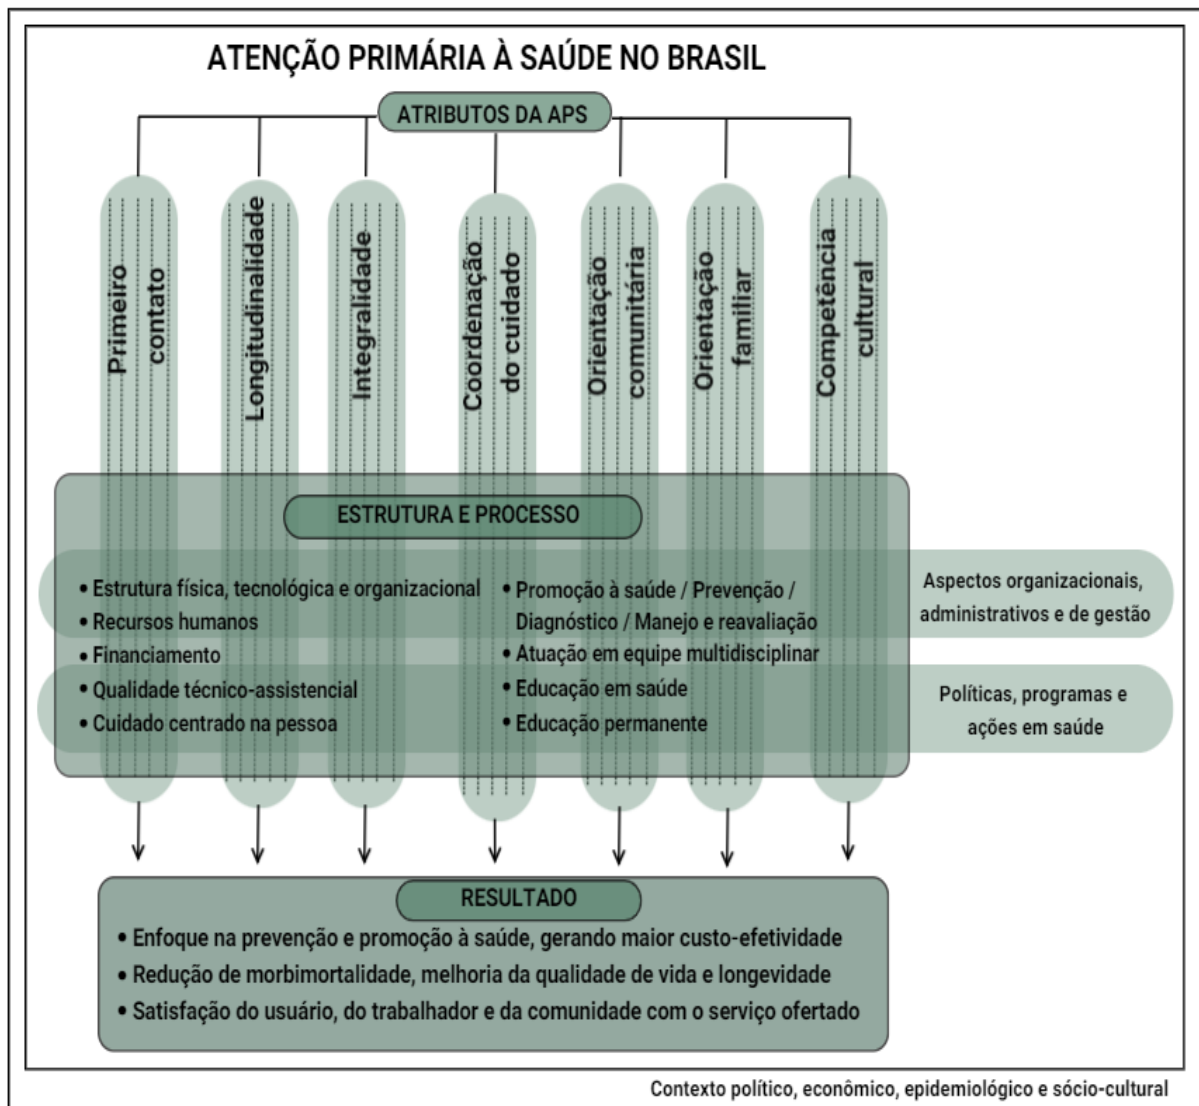 ATENÇÃO PRIMÁRIA À SAÚDE NO BRASIL
ATRIBUTOS DA APS
Primeiro
contato
Longitudinalidade
Integralidade
Coordenação
do cuidado
Orientação
comunitária
Orientação
familiar
Competência
cultural
ESTRUTURA E PROCESSO
• Estrutura física, tecnológica e organizacional
• Recursos humanos
• Financiamento
• Qualidade técnico-assistencial
• Cuidado centrado na pessoa
• Promoção à saúde / Prevenção /
Diagnóstico / Manejo e reavaliação
• Atuação em equipe multidisciplinar
• Educação em saúde
• Educação permanente
Aspectos organizacionais,
administrativos e de gestão
Políticas, programas e
ações em saúde
RESULTADO
• Enfoque na prevenção e promoção à saúde, gerando maior custo-efetividade
• Redução de morbimortalidade, melhoria da qualidade de vida e longevidade
• Satisfação do usuário, do trabalhador e da comunidade com o serviço ofertado
Contexto político, econômico, epidemiológico e sócio-cultural